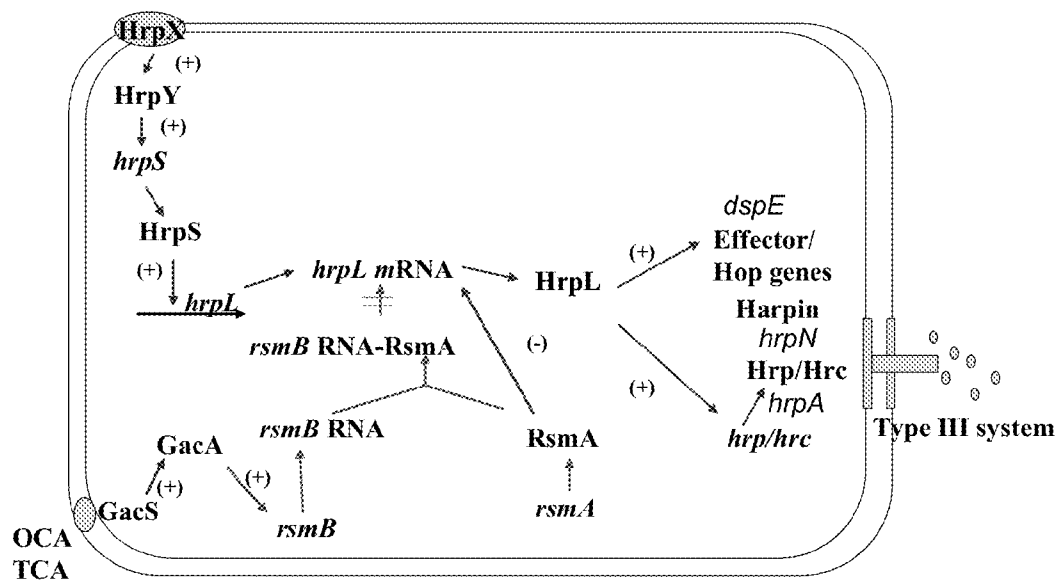 HrpX
(+)
HrpY
(+)
hrpS
HrpS
(+)
hrpL
hrpL mRNA
HrpL
(+)
dspE
Effector/
Hop genes
Harpin
hrpN
Hrp/Hrc
hrpA
hrp/hrc
(+)
(-)
rsmB RNA-RsmA
rsmB RNA
RsmA
rsmA
GacA
(+)
(+)
GacS
rsmB
OCA
TCA
Type III system